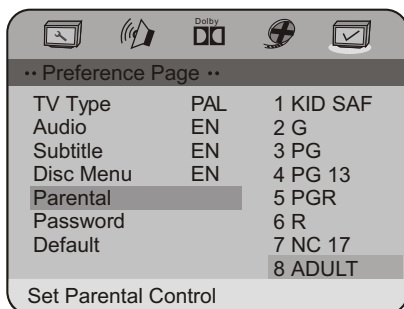 Dolby
•• Preference Page ••
TV Type PAL 1 KID SAF
Audio EN 2 G
Subtitle EN 3 PG
Disc Menu EN 4 PG 13
Parental 5 PGR
Password 6 R
Default 7 NC 17
8 ADULT
Set Parental Control